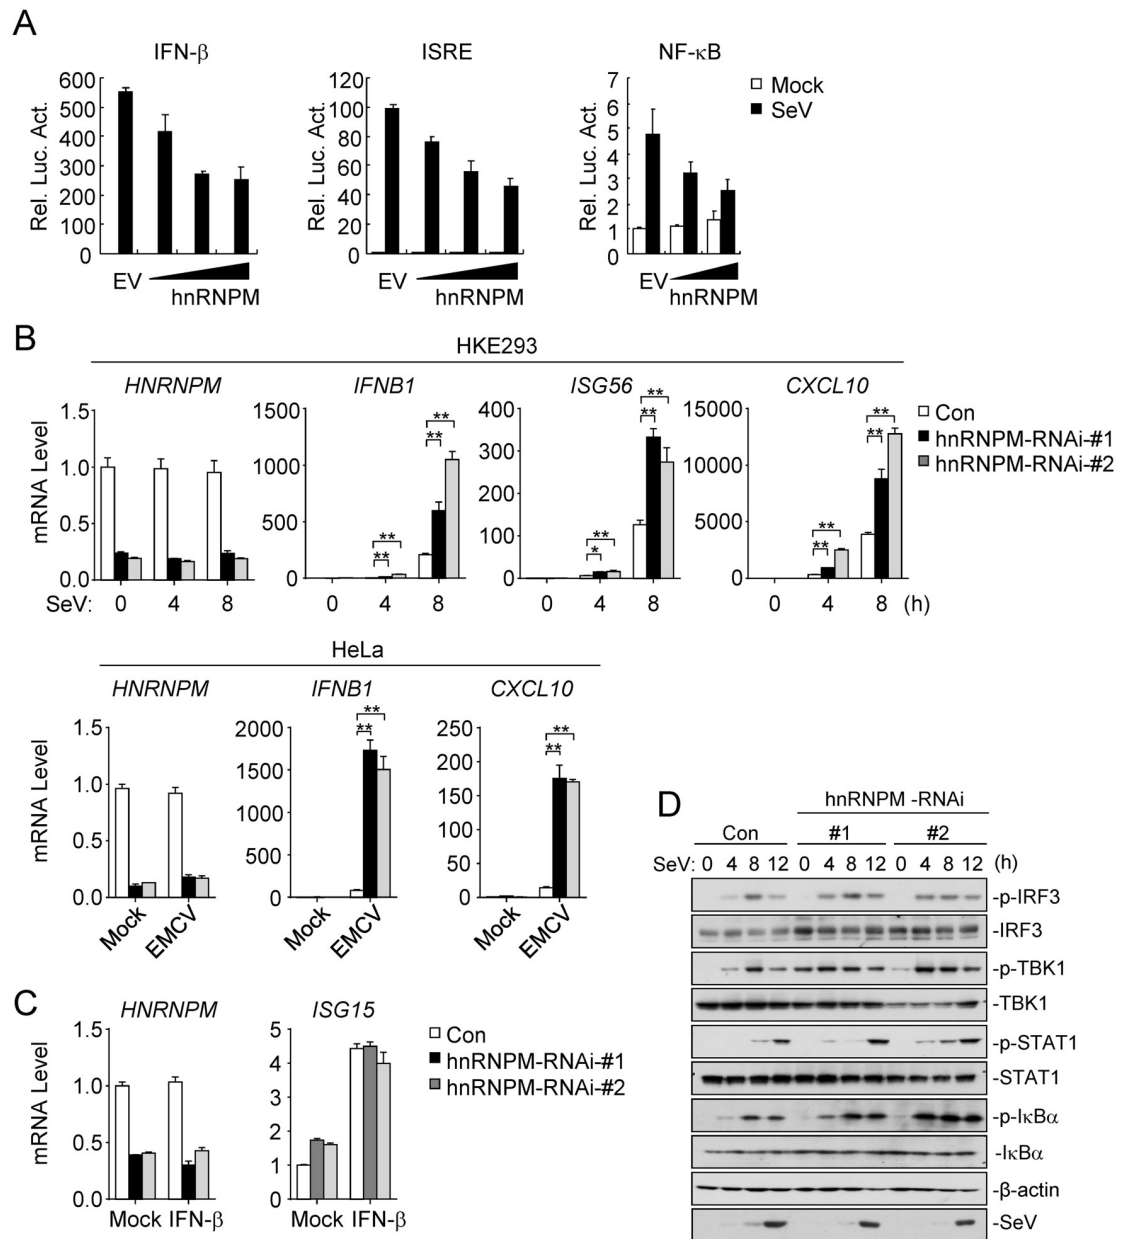 A
IFN-β
ISRE
NF-κB
Rel. Luc. Act.
600
500
400
300
200
100
0
EV
hnRNPM
Rel. Luc. Act.
120
100
80
60
40
20
0
EV
hnRNPM
Rel. Luc. Act.
7
6
5
4
3
2
1
0
EV
hnRNPM
Mock
SeV
B
HKE293
HNRNPM
IFNB1
ISG56
CXCL10
mRNA Level
1.5
1.0
0.5
0.0
1500
1000
500
0
** ** ** **
400
300
200
100
0
* ** ** **
15000
10000
5000
0
** ** ** **
Con
hnRNPM-RNAi-#1
hnRNPM-RNAi-#2
SeV: 0 4 8 0 4 8 0 4 8 0 4 8 (h)
HeLa
HNRNPM
IFNB1
CXCL10
mRNA Level
1.5
1.0
0.5
0.0
Mock EMCV
2000
1500
1000
500
0
** **
Mock EMCV
250
200
150
100
50
0
** **
Mock EMCV
C
HNRNPM
ISG15
mRNA Level
1.5
1.0
0.5
0.0
Mock IFN-β
5
4
3
2
1
0
Mock IFN-β
Con
hnRNPM-RNAi-#1
hnRNPM-RNAi-#2
D
hnRNPM -RNAi
Con #1 #2
SeV: 0 4 8 12 0 4 8 12 0 4 8 12 (h)
-p-IRF3
-IRF3
-p-TBK1
-TBK1
-p-STAT1
-STAT1
-p-IκBα
-IκBα
-β-actin
-SeV